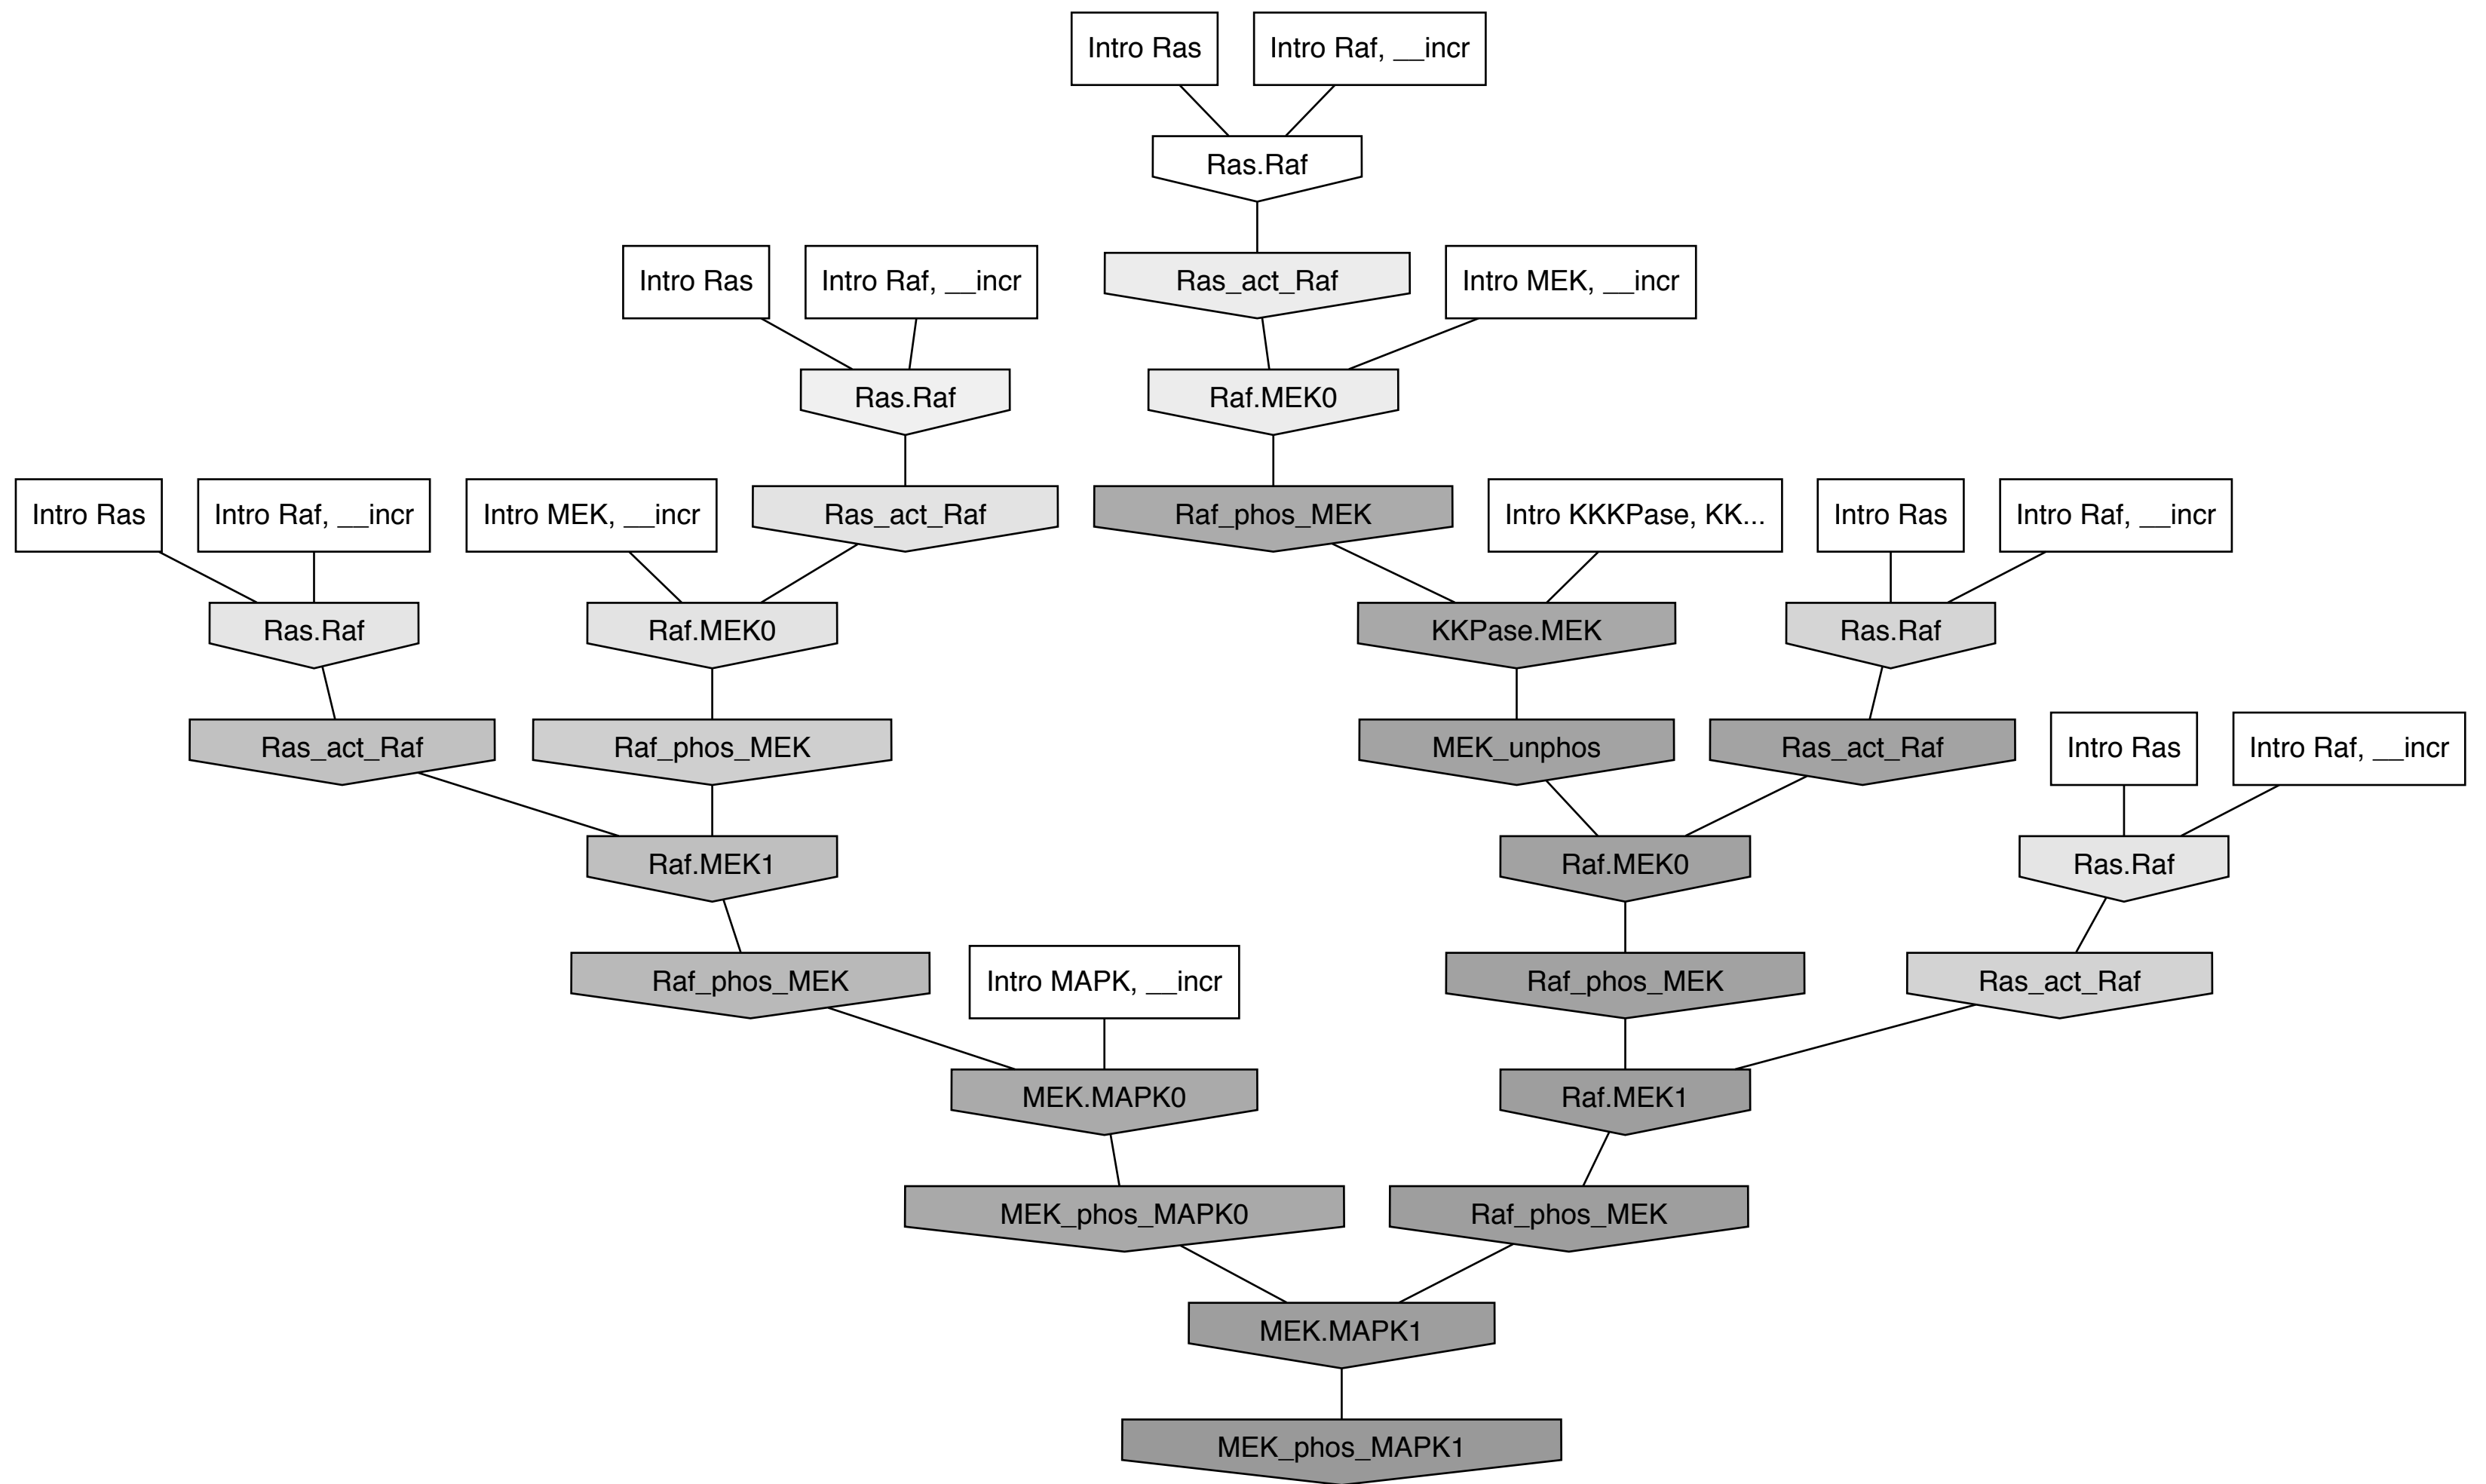 Intro Ras
Intro Raf, __incr
Ras.Raf
Intro Ras
Intro Raf, __incr
Ras_act_Raf
Intro MEK, __incr
Ras.Raf
Raf.MEK0
Intro Ras
Intro Raf, __incr
Intro MEK, __incr
Ras_act_Raf
Raf_phos_MEK
Intro KKKPase, KK...
Intro Ras
Intro Raf, __incr
Ras.Raf
Raf.MEK0
KKPase.MEK
Ras.Raf
Ras_act_Raf
Raf_phos_MEK
MEK_unphos
Ras_act_Raf
Intro Ras
Intro Raf, __incr
Raf.MEK1
Raf.MEK0
Ras.Raf
Raf_phos_MEK
Intro MAPK, __incr
Raf_phos_MEK
Ras_act_Raf
MEK.MAPK0
Raf.MEK1
MEK_phos_MAPK0
Raf_phos_MEK
MEK.MAPK1
MEK_phos_MAPK1